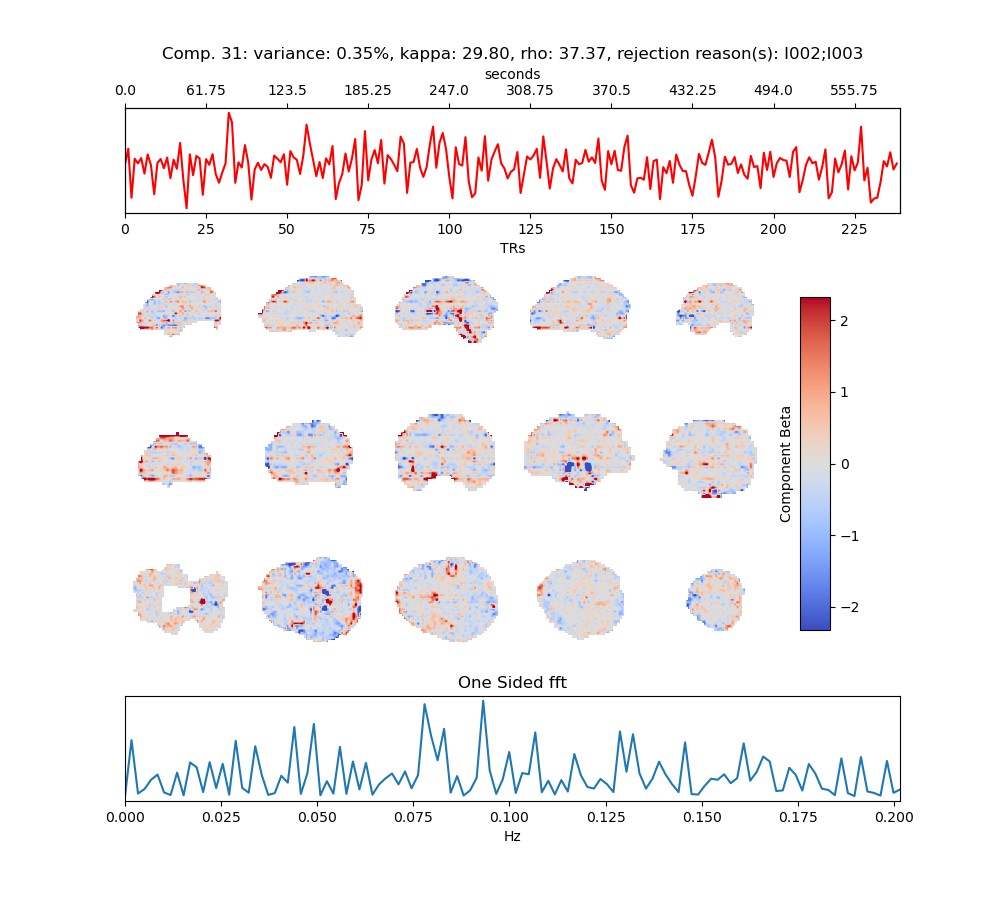 Comp. 31: variance: 0.35%, kappa: 29.80, rho: 37.37, rejection reason(s): I002;I003
seconds
0.0 61.75 123.5 185.25 247.0 308.75 370.5 432.25 494.0 555.75
0 25 50 75 100 125 150 175 200 225
TRs
2
1
0
−1
−2
Component Beta
One Sided fft
0.000 0.025 0.050 0.075 0.100 0.125 0.150 0.175 0.200
Hz